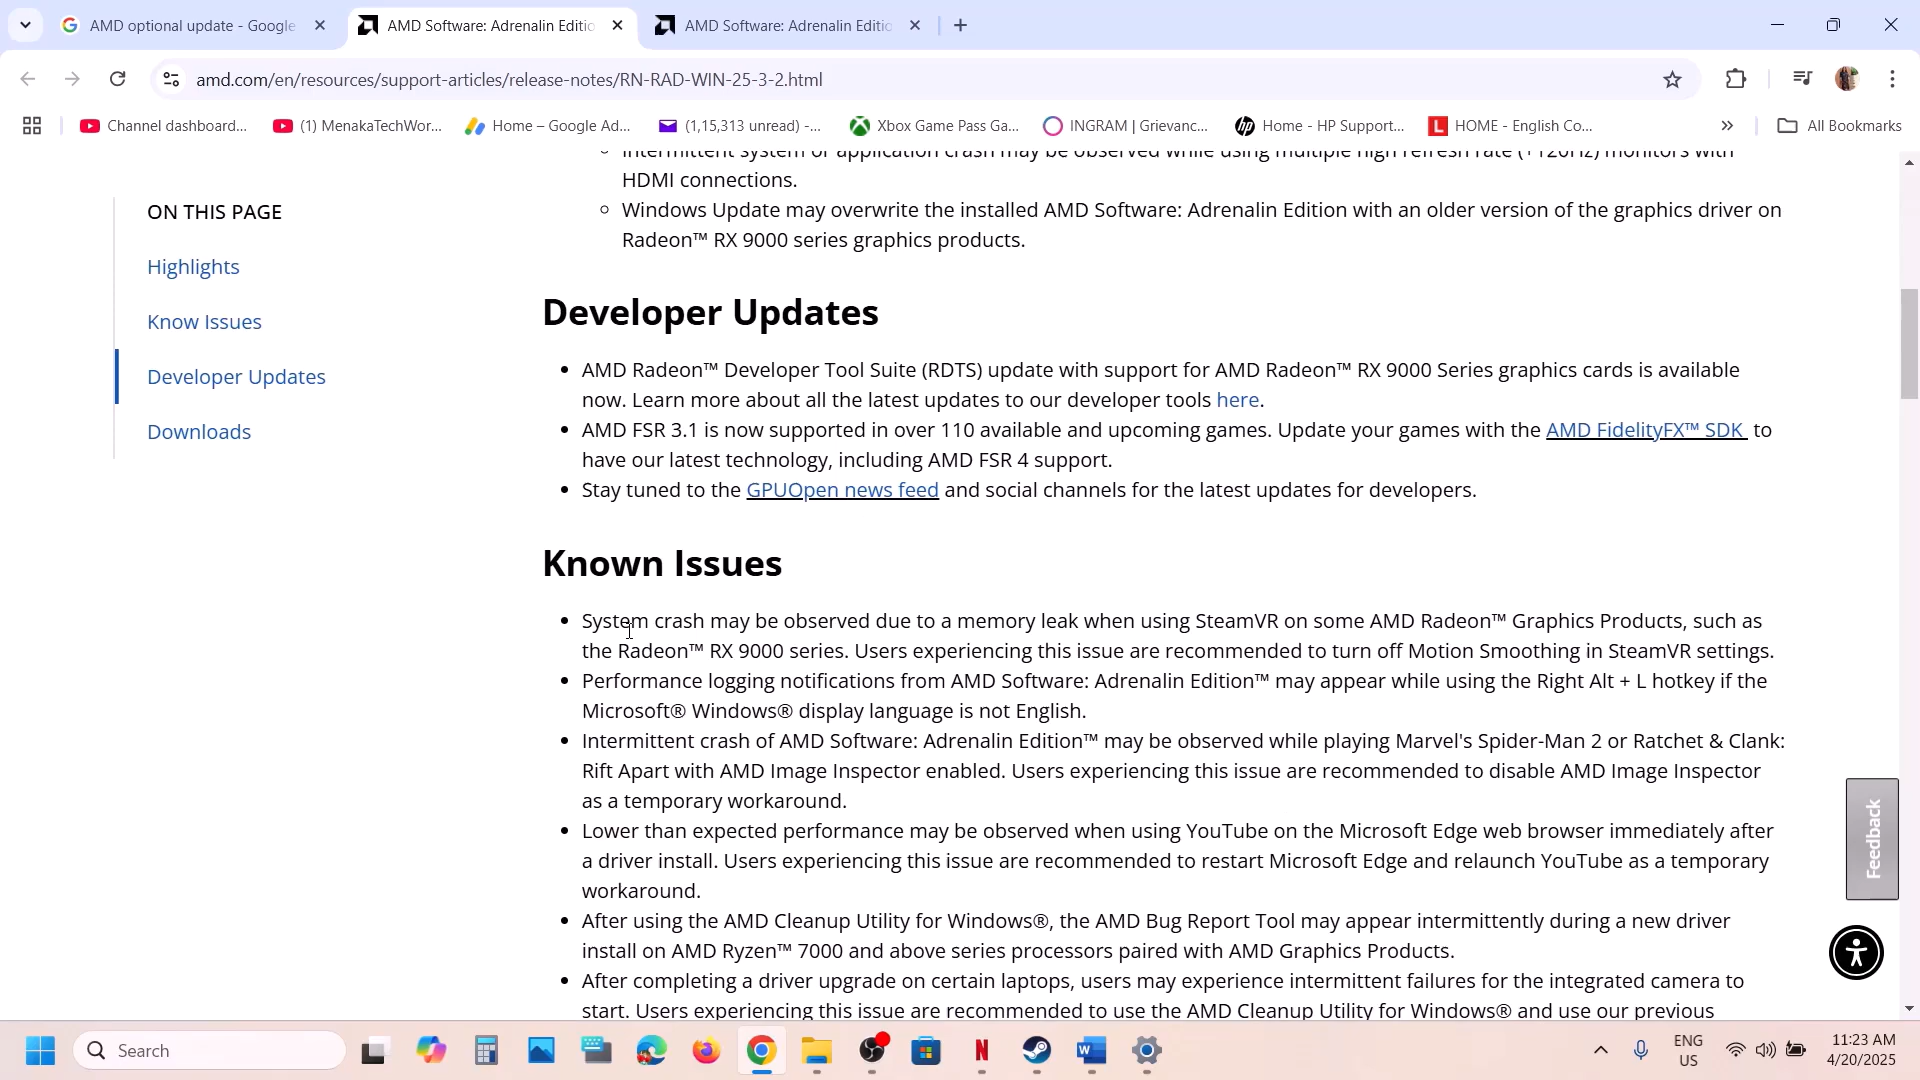 AMD optional update - Google
AMD Software: Adrenalin Editio
AMD Software: Adrenalin Editio
amd.com/en/resources/support-articles/release-notes/RN-RAD-WIN-25-3-2.html
Channel dashboard...
(1) MenakaTechWor...
Home – Google Ad...
(1,15,313 unread) -...
Xbox Game Pass Ga...
INGRAM | Grievanc...
Home - HP Support...
HOME - English Co...
All Bookmarks
ON THIS PAGE
Highlights
Know Issues
Developer Updates
Downloads
Intermittent system or application crash may be observed while using multiple high refresh rate (+120Hz) monitors with
HDMI connections.
Windows Update may overwrite the installed AMD Software: Adrenalin Edition with an older version of the graphics driver on
Radeon™ RX 9000 series graphics products.
Developer Updates
AMD Radeon™ Developer Tool Suite (RDTS) update with support for AMD Radeon™ RX 9000 Series graphics cards is available
now. Learn more about all the latest updates to our developer tools here.
AMD FSR 3.1 is now supported in over 110 available and upcoming games. Update your games with the AMD FidelityFX™ SDK to
have our latest technology, including AMD FSR 4 support.
Stay tuned to the GPUOpen news feed and social channels for the latest updates for developers.
Known Issues
System crash may be observed due to a memory leak when using SteamVR on some AMD Radeon™ Graphics Products, such as
the Radeon™ RX 9000 series. Users experiencing this issue are recommended to turn off Motion Smoothing in SteamVR settings.
Performance logging notifications from AMD Software: Adrenalin Edition™ may appear while using the Right Alt + L hotkey if the
Microsoft® Windows® display language is not English.
Intermittent crash of AMD Software: Adrenalin Edition™ may be observed while playing Marvel's Spider-Man 2 or Ratchet & Clank:
Rift Apart with AMD Image Inspector enabled. Users experiencing this issue are recommended to disable AMD Image Inspector
as a temporary workaround.
Lower than expected performance may be observed when using YouTube on the Microsoft Edge web browser immediately after
a driver install. Users experiencing this issue are recommended to restart Microsoft Edge and relaunch YouTube as a temporary
workaround.
After using the AMD Cleanup Utility for Windows®, the AMD Bug Report Tool may appear intermittently during a new driver
install on AMD Ryzen™ 7000 and above series processors paired with AMD Graphics Products.
After completing a driver upgrade on certain laptops, users may experience intermittent failures for the integrated camera to
start. Users experiencing this issue are recommended to use the AMD Cleanup Utility for Windows® and use our previous
Feedback
Search
ENG
US
11:23 AM
4/20/2025